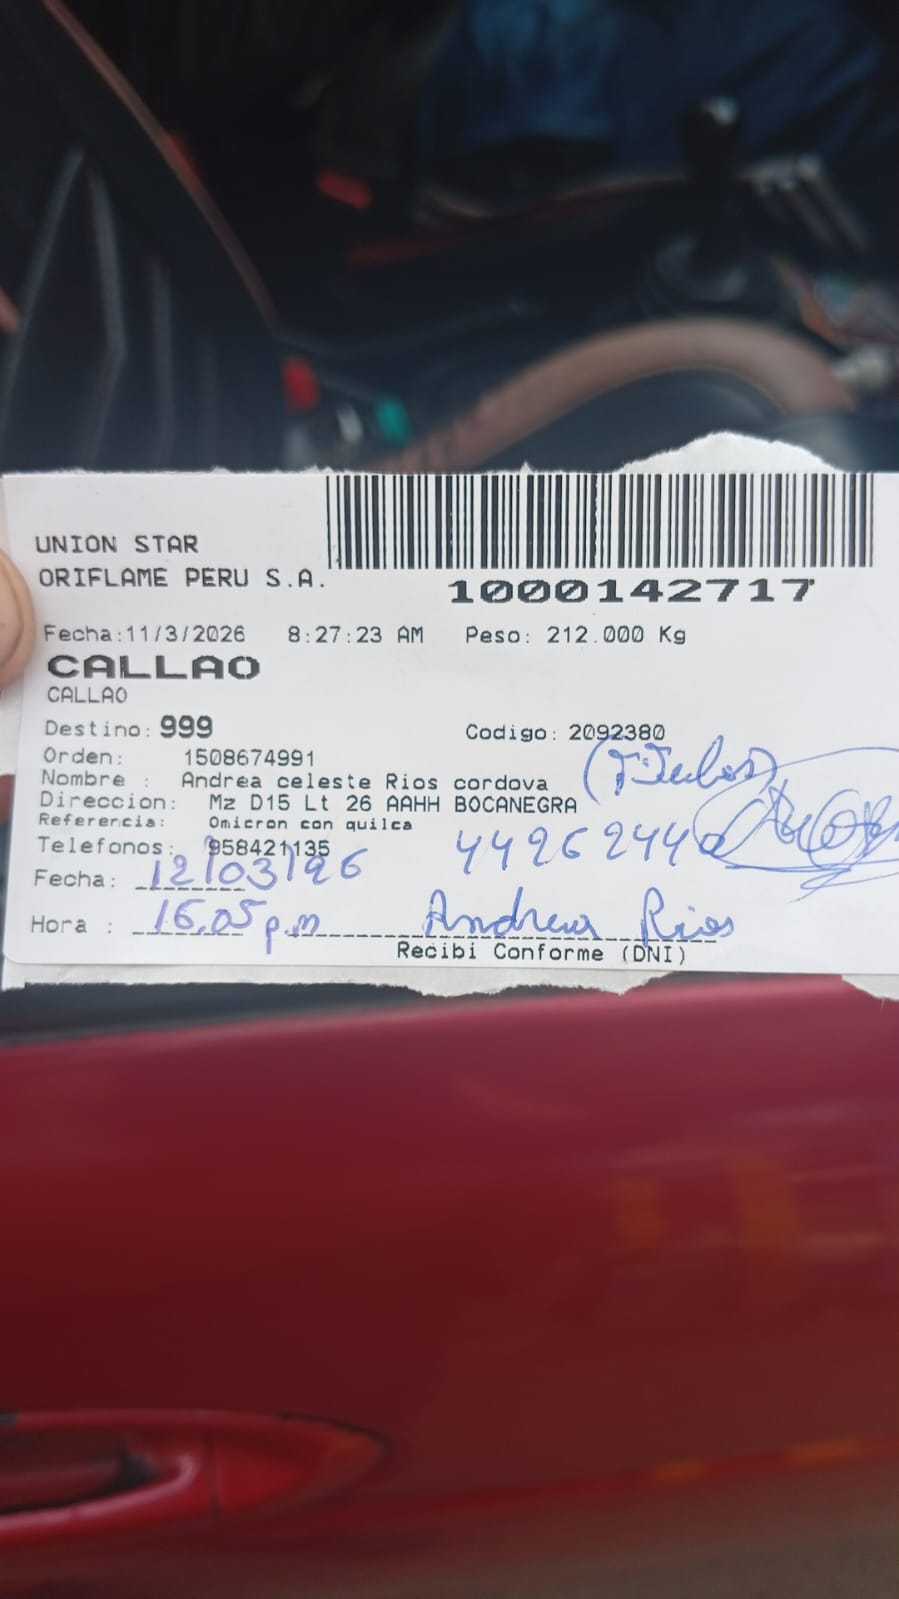 UNION STAR
ORIFLAME PERU S.A.
1000142717
Fecha:11/3/2026 8:27:23 AM Peso: 212.000 Kg
CALLAO
CALLAO
Destino: 999 Codigo: 2092380
Orden: 1508674991
Nombre : Andrea celeste Rios cordova
Direccion: Mz D15 Lt 26 AAHH BOCANEGRA
Referencia: Omicron con quilca
Telefonos: 958421135
Fecha: 12/03/26
Hora : 16,05 p.m Andrea Rios
Recibi Conforme (DNI)